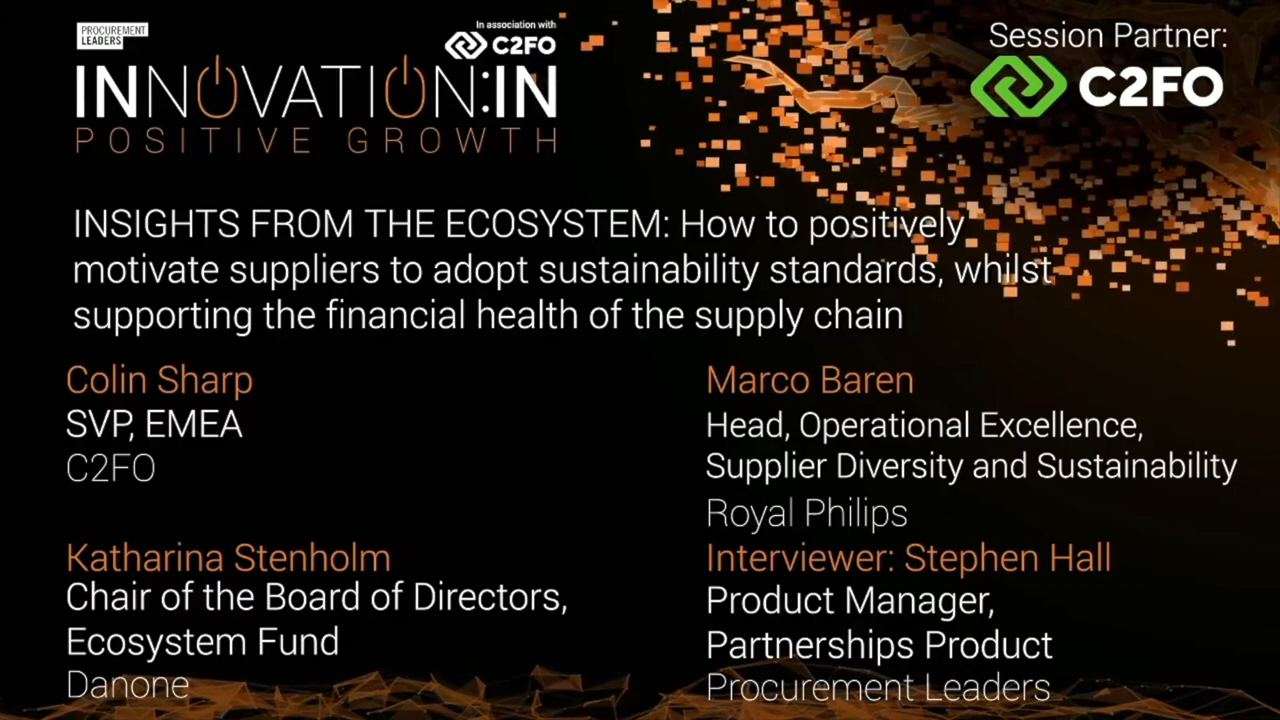 PROCUREMENT
LEADERS
In association with
C2FO
INNOVATION:IN
POSITIVE GROWTH
Session Partner:
C2FO
INSIGHTS FROM THE ECOSYSTEM: How to positively
motivate suppliers to adopt sustainability standards, whilst
supporting the financial health of the supply chain
Colin Sharp
SVP, EMEA
C2FO
Marco Baren
Head, Operational Excellence,
Supplier Diversity and Sustainability
Royal Philips
Katharina Stenholm
Chair of the Board of Directors,
Ecosystem Fund
Danone
Interviewer: Stephen Hall
Product Manager,
Partnerships Product
Procurement Leaders